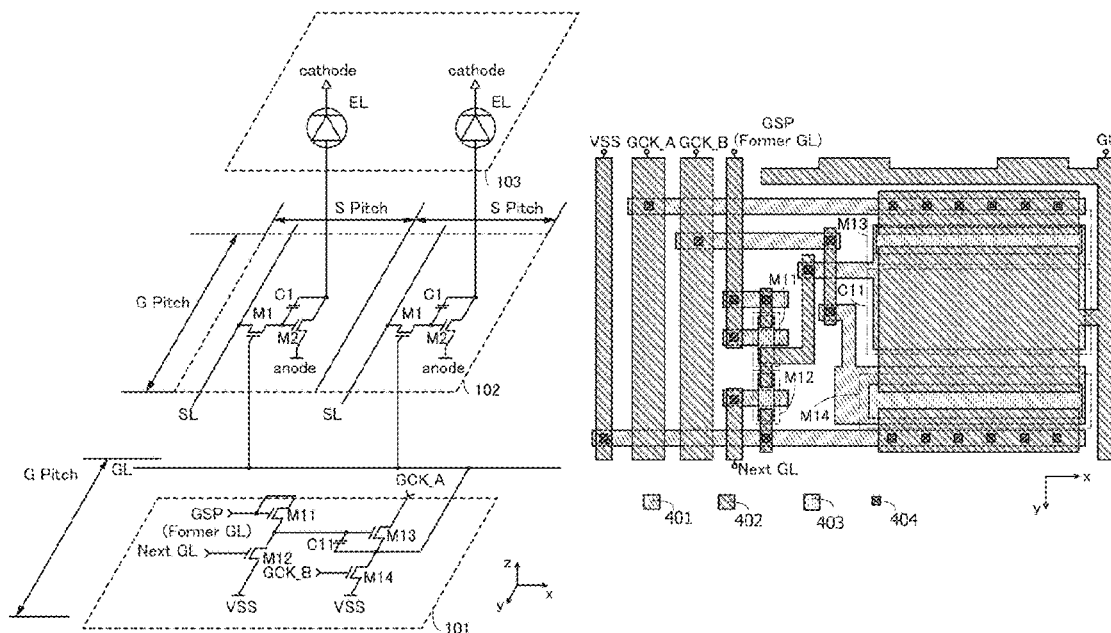 cathode cathode
EL EL
103
S Pitch S Pitch
G Pitch
C1 C1
M1 M1
M2 M2
anode anode
SL SL
102
G Pitch GL
GCK_A
GSP
(Former GL)
M11
C11
M13
Next GL
M12
GCK_B
M14
VSS VSS
z
x
y
101
VSS GCK_A GCK_B GSP
(Former GL)
M13
M11
C11
M12
M14
Next GL
x
y
401 402 403 404